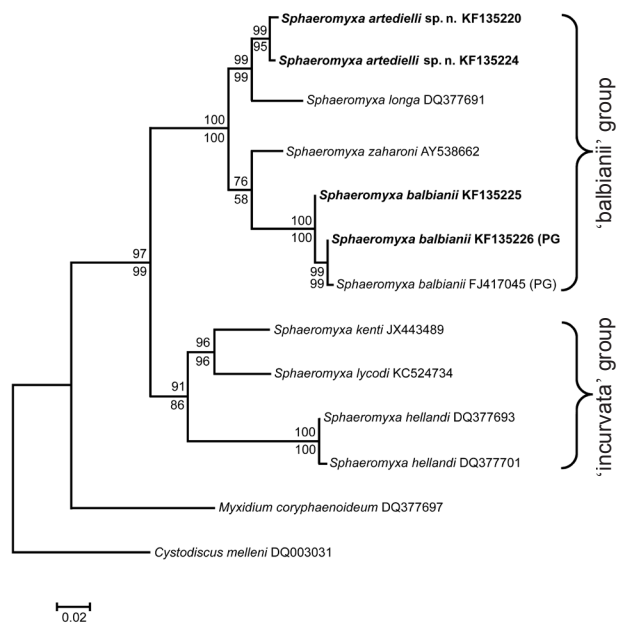 99
95
Sphaeromyxa artedielli sp. n. KF135220
Sphaeromyxa artedielli sp. n. KF135224
99
99
Sphaeromyxa longa DQ377691
100
100
Sphaeromyxa zaharoni AY538662
76
58
Sphaeromyxa balbianii KF135225
100
100
Sphaeromyxa balbianii KF135226 (PG
99
99
Sphaeromyxa balbianii FJ417045 (PG)
'balbianii' group
97
99
Sphaeromyxa kenti JX443489
96
96
Sphaeromyxa lycodi KC524734
91
86
Sphaeromyxa hellandi DQ377693
100
100
Sphaeromyxa hellandi DQ377701
'incurvata' group
Myxidium coryphaenoideum DQ377697
Cystodiscus melleni DQ003031
0.02